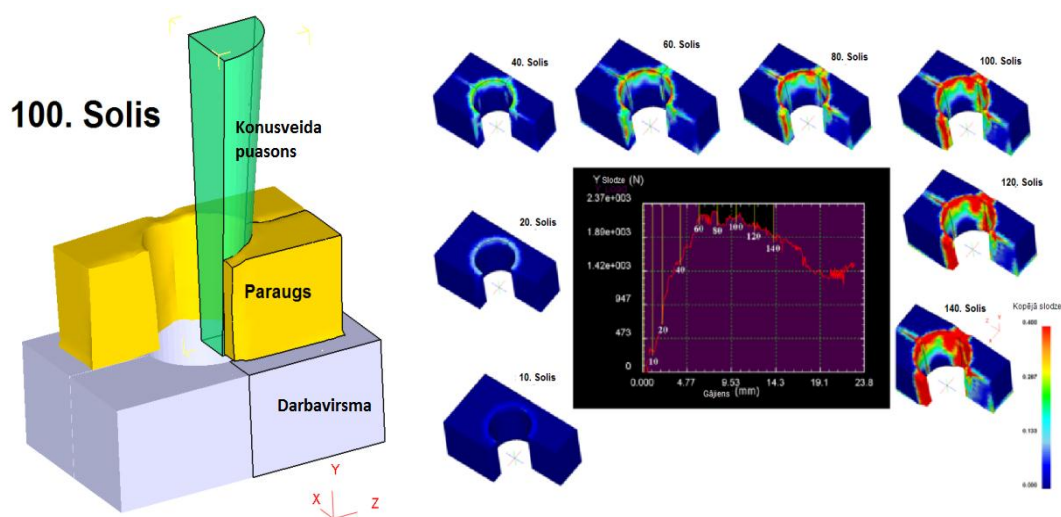 100. Solis
Konusveida
puasons
Paraugs
Darbavirsma
Y
X
Z
40. Solis
60. Solis
80. Solis
100. Solis
20. Solis
120. Solis
10. Solis
140. Solis
Y Slodze (N)
2.37e+003
1.89e+003
1.42e+003
947
473
0
10
20
40
60
80
100
120
140
0.000
4.77
9.53
14.3
19.1
23.8
Gājiens (mm)
Kopējā slodze
0.400
0.267
0.133
0.000